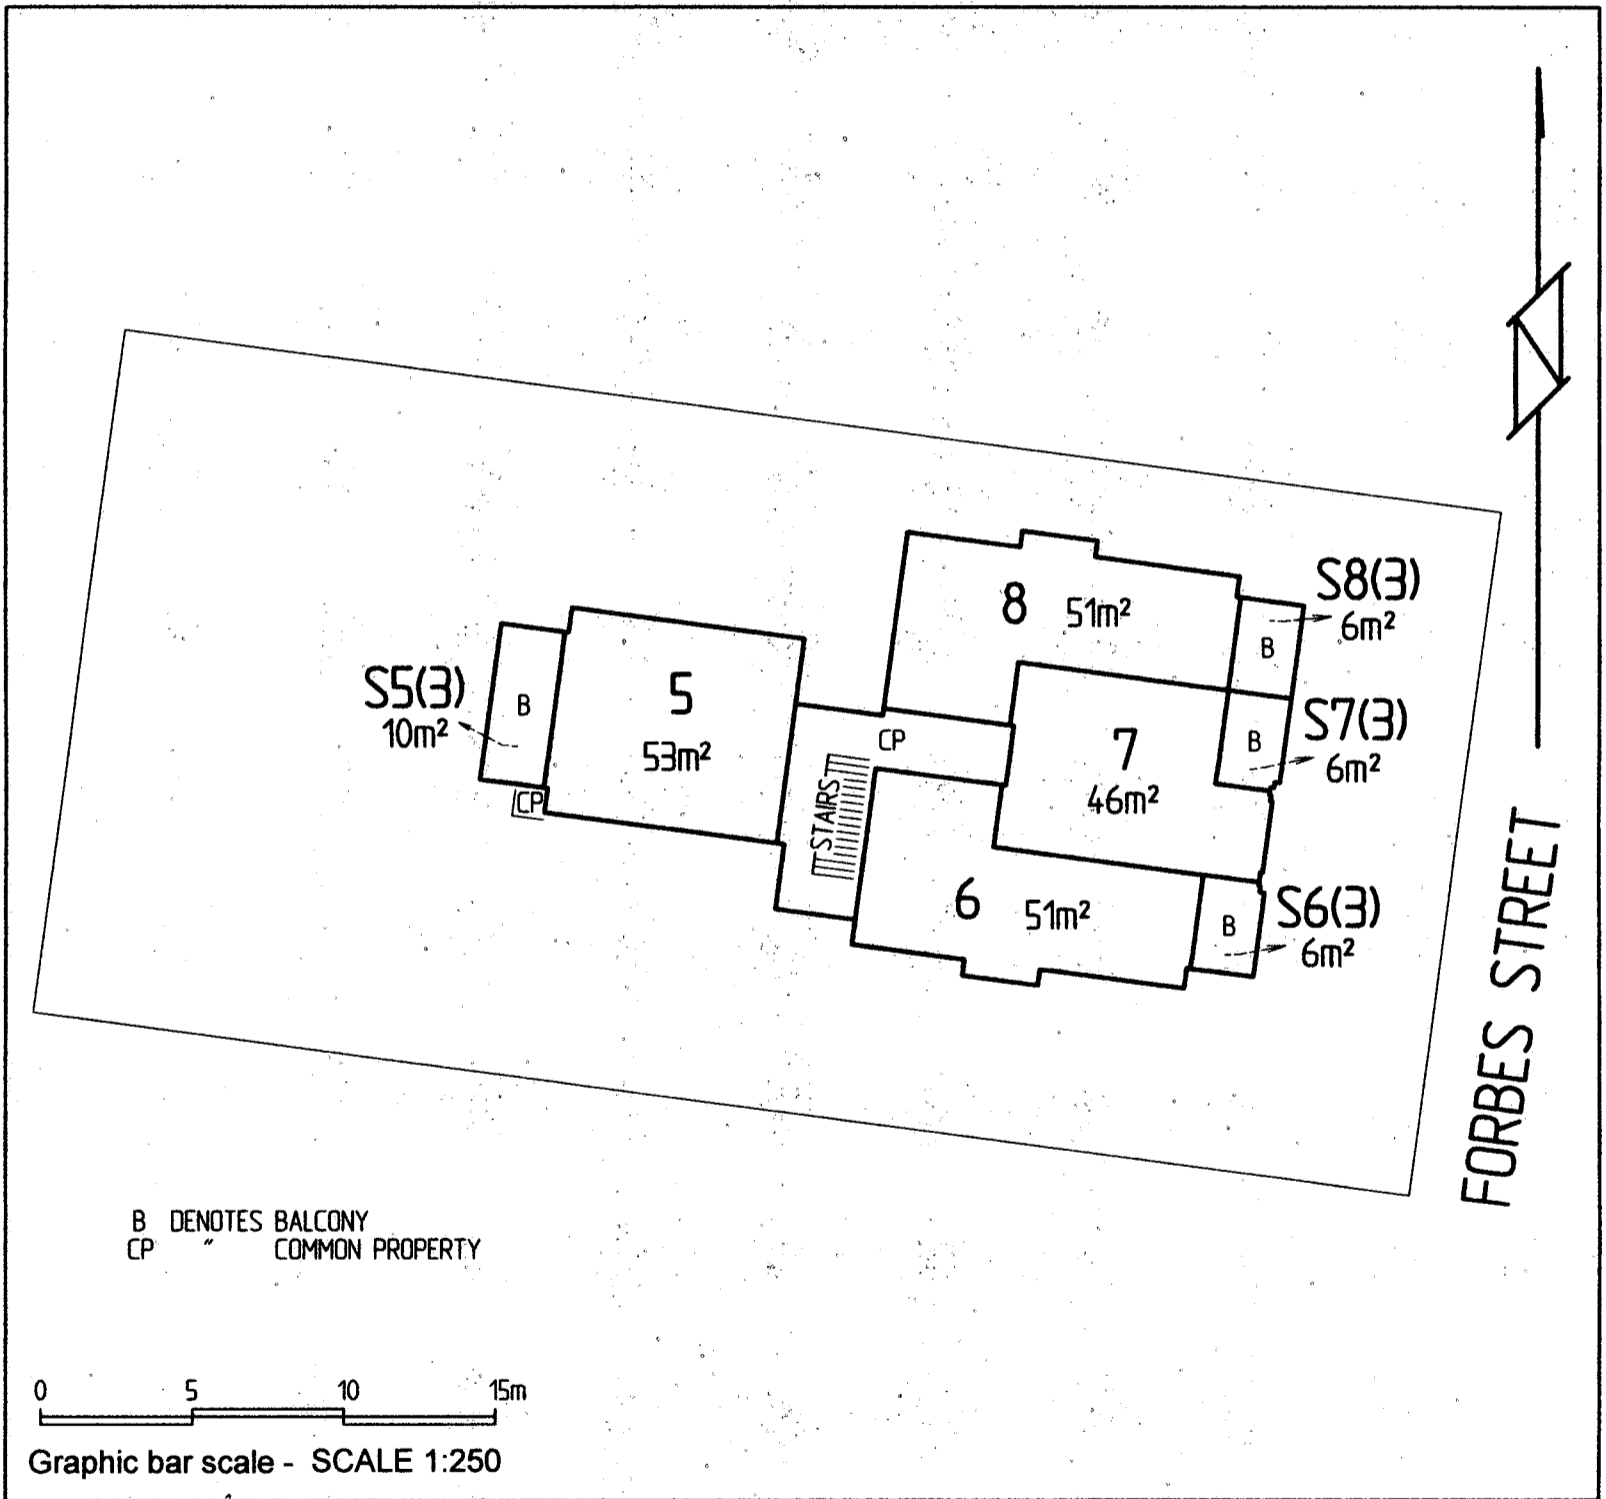 S8(3)
6m²
8 51m²
B
S5(3)
10m²
B
5
53m²
S7(3)
6m²
B
7
46m²
CP
STAIRS
CP
6 51m²
B
S6(3)
6m²
FORBES STREET
B DENOTES BALCONY
CP " COMMON PROPERTY
0 5 10 15m
Graphic bar scale - SCALE 1:250